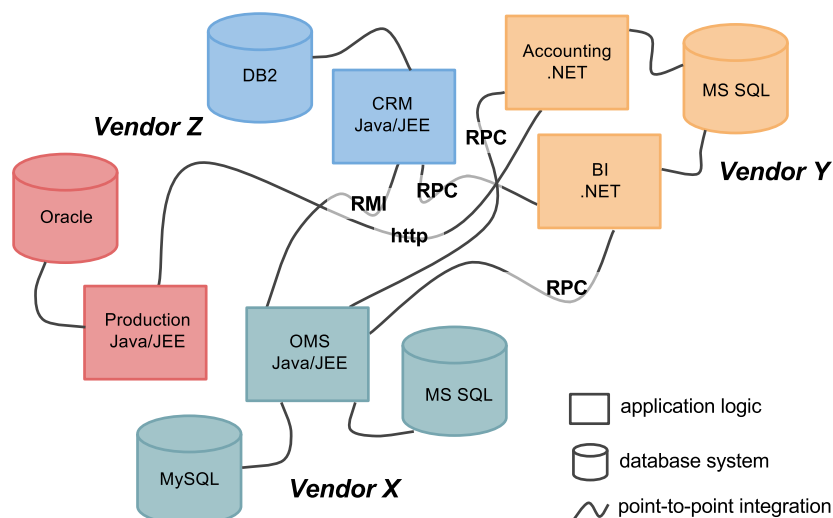 DB2
CRM
Java/JEE
Accounting
.NET
MS SQL
Vendor Z
RPC
Vendor Y
BI
.NET
RPC
RMI
Oracle
http
RPC
Production
Java/JEE
OMS
Java/JEE
MS SQL
application logic
MySQL
database system
Vendor X
point-to-point integration